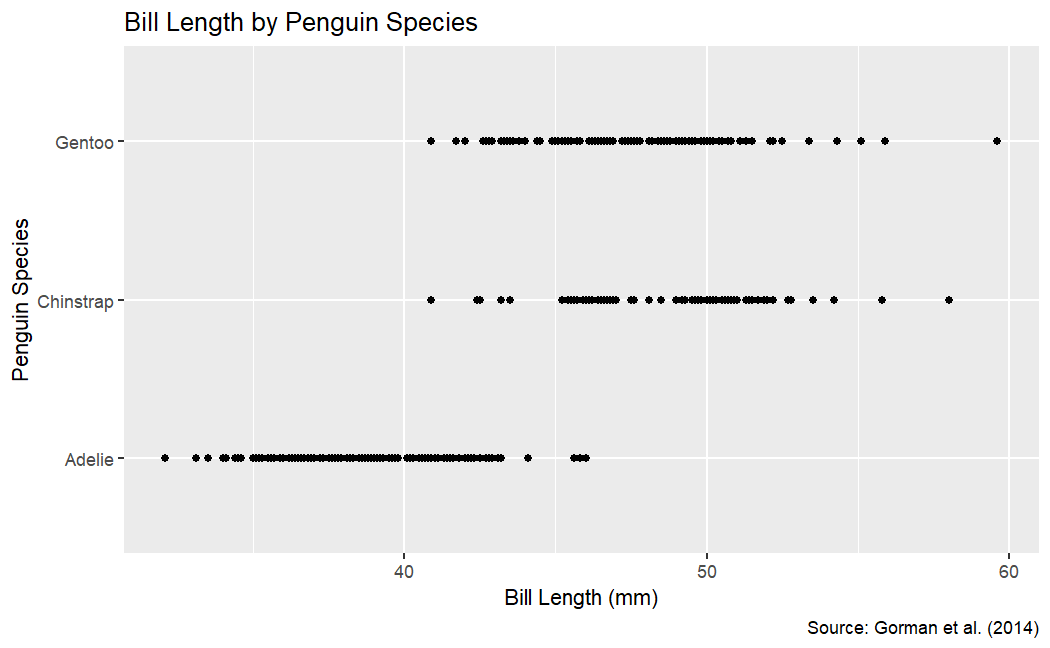 Bill Length by Penguin Species
Penguin Species
Gentoo
Chinstrap
Adelie
40 50 60
Bill Length (mm)
Source: Gorman et al. (2014)